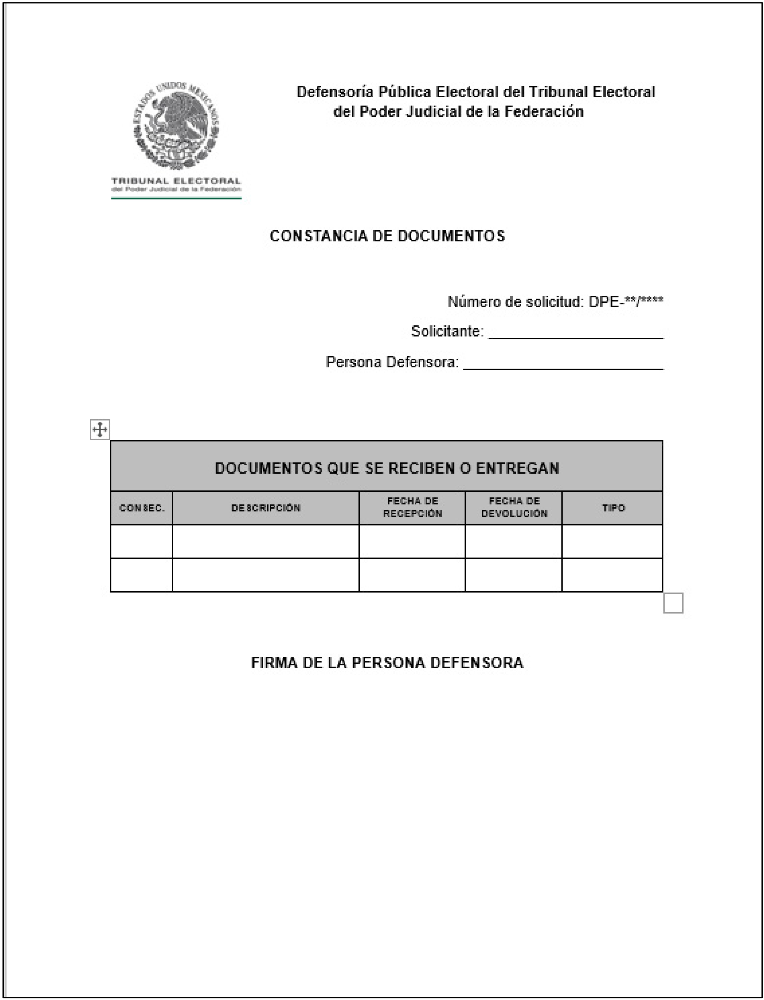 ESTADOS UNIDOS MEXICANOS
TRIBUNAL ELECTORAL
del Poder Judicial de la Federación
Defensoría Pública Electoral del Tribunal Electoral
del Poder Judicial de la Federación
CONSTANCIA DE DOCUMENTOS
Número de solicitud: DPE-**/****
Solicitante:
Persona Defensora:
DOCUMENTOS QUE SE RECIBEN O ENTREGAN
CONSEC.
DESCRIPCIÓN
FECHA DE
RECEPCIÓN
FECHA DE
DEVOLUCIÓN
TIPO
FIRMA DE LA PERSONA DEFENSORA